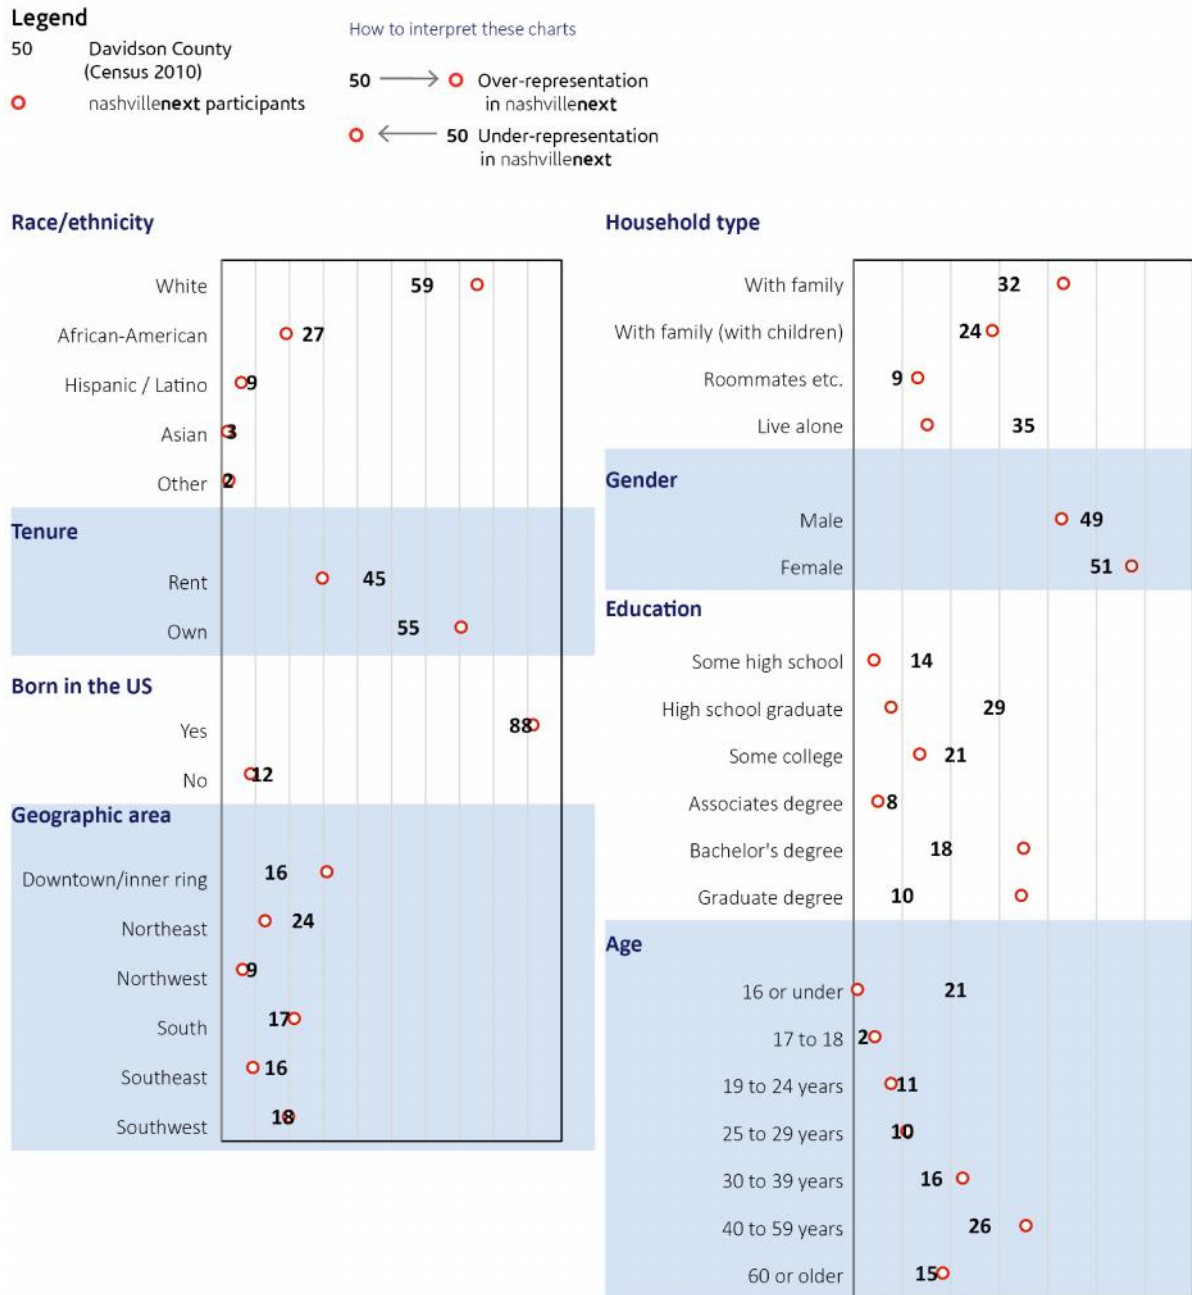 Legend
50 Davidson County
(Census 2010)
nashvillenext participants
How to interpret these charts
50 Over-representation
in nashvillenext
50 Under-representation
in nashvillenext
Race/ethnicity
White 59
African-American 27
Hispanic / Latino 9
Asian 3
Other 2
Tenure
Rent 45
Own 55
Born in the US
Yes 88
No 12
Geographic area
Downtown/inner ring 16
Northeast 24
Northwest 9
South 17
Southeast 16
Southwest 18
Household type
With family 32
With family (with children) 24
Roommates etc. 9
Live alone 35
Gender
Male 49
Female 51
Education
Some high school 14
High school graduate 29
Some college 21
Associates degree 8
Bachelor's degree 18
Graduate degree 10
Age
16 or under 21
17 to 18 2
19 to 24 years 11
25 to 29 years 10
30 to 39 years 16
40 to 59 years 26
60 or older 15